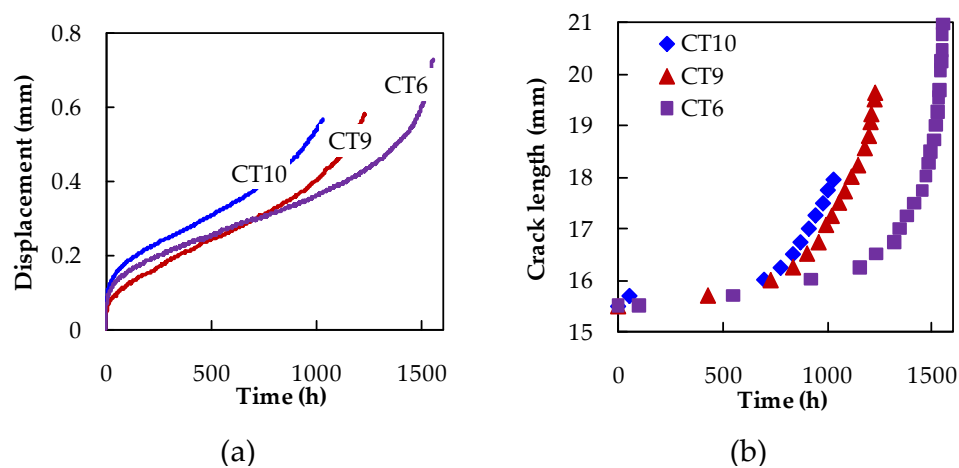 Displacement (mm)
0.8
0.6
0.4
0.2
0
CT6
CT9
CT10
0
500
1000
1500
Time (h)
(a)
Crack length (mm)
21
20
19
18
17
16
15
CT10
CT9
CT6
0
500
1000
1500
Time (h)
(b)